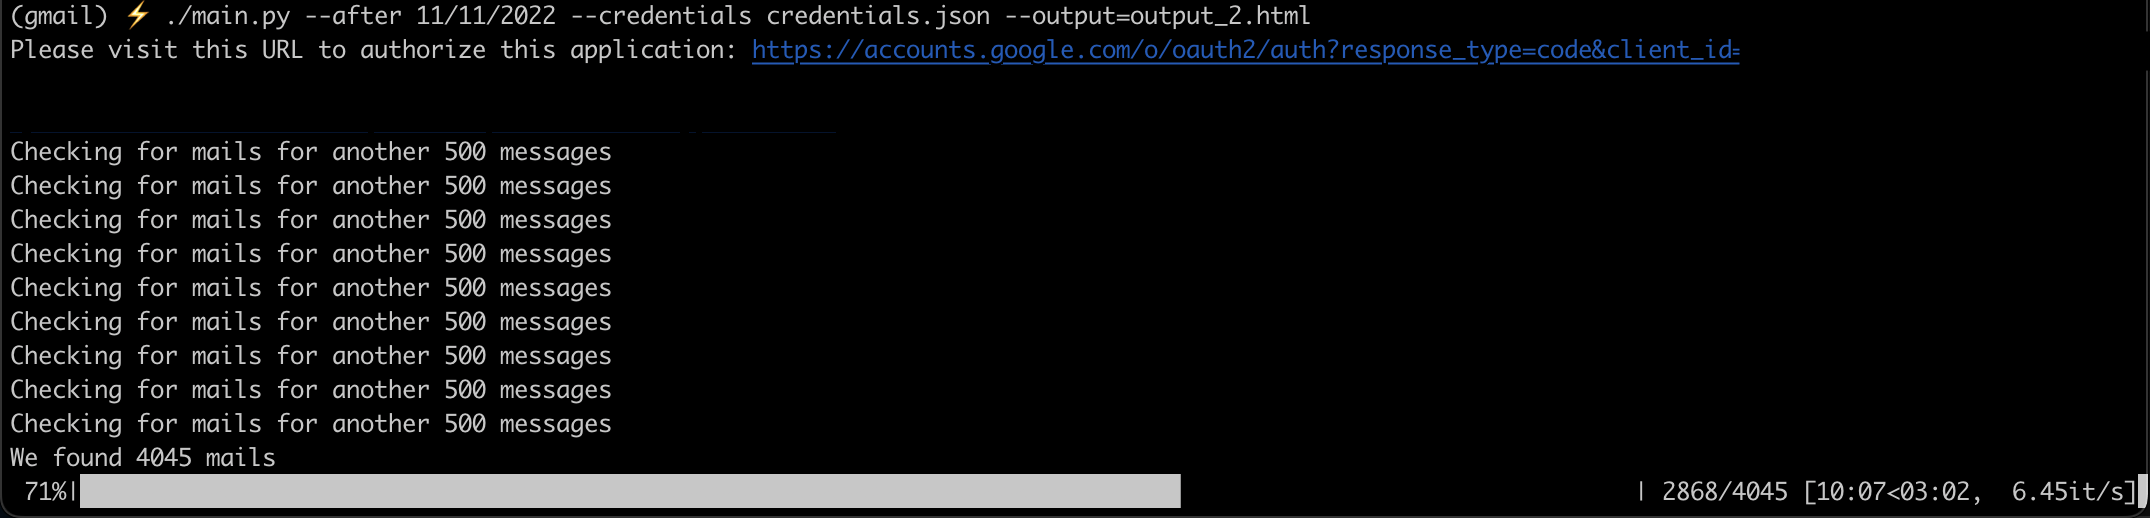 (gmail) ⚡ ./main.py --after 11/11/2022 --credentials credentials.json --output=output_2.html
Please visit this URL to authorize this application: https://accounts.google.com/o/oauth2/auth?response_type=code&client_id=
Checking for mails for another 500 messages
Checking for mails for another 500 messages
Checking for mails for another 500 messages
Checking for mails for another 500 messages
Checking for mails for another 500 messages
Checking for mails for another 500 messages
Checking for mails for another 500 messages
Checking for mails for another 500 messages
Checking for mails for another 500 messages
We found 4045 mails
71%| | 2868/4045 [10:07<03:02, 6.45it/s]